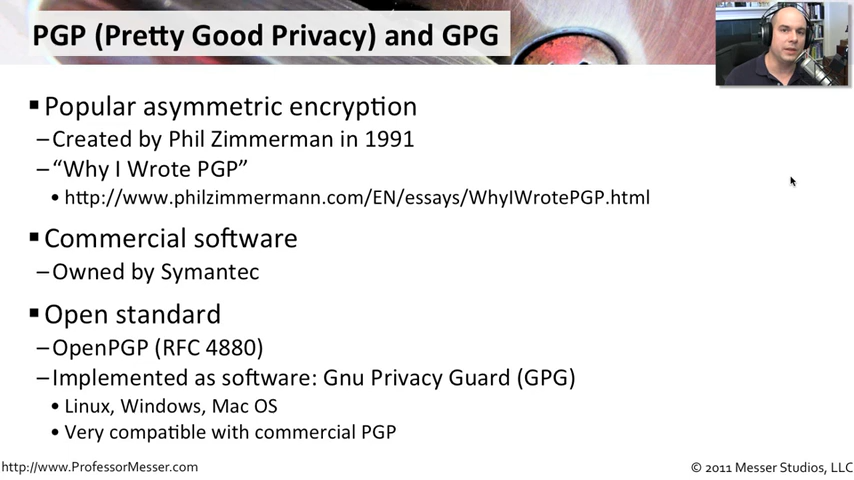 PGP (Pretty Good Privacy) and GPG
▪ Popular asymmetric encryption
– Created by Phil Zimmerman in 1991
– “Why I Wrote PGP”
• http://www.philzimmermann.com/EN/essays/WhyIWrotePGP.html
▪ Commercial software
– Owned by Symantec
▪ Open standard
– OpenPGP (RFC 4880)
– Implemented as software: Gnu Privacy Guard (GPG)
• Linux, Windows, Mac OS
• Very compatible with commercial PGP
http://www.ProfessorMesser.com
© 2011 Messer Studios, LLC